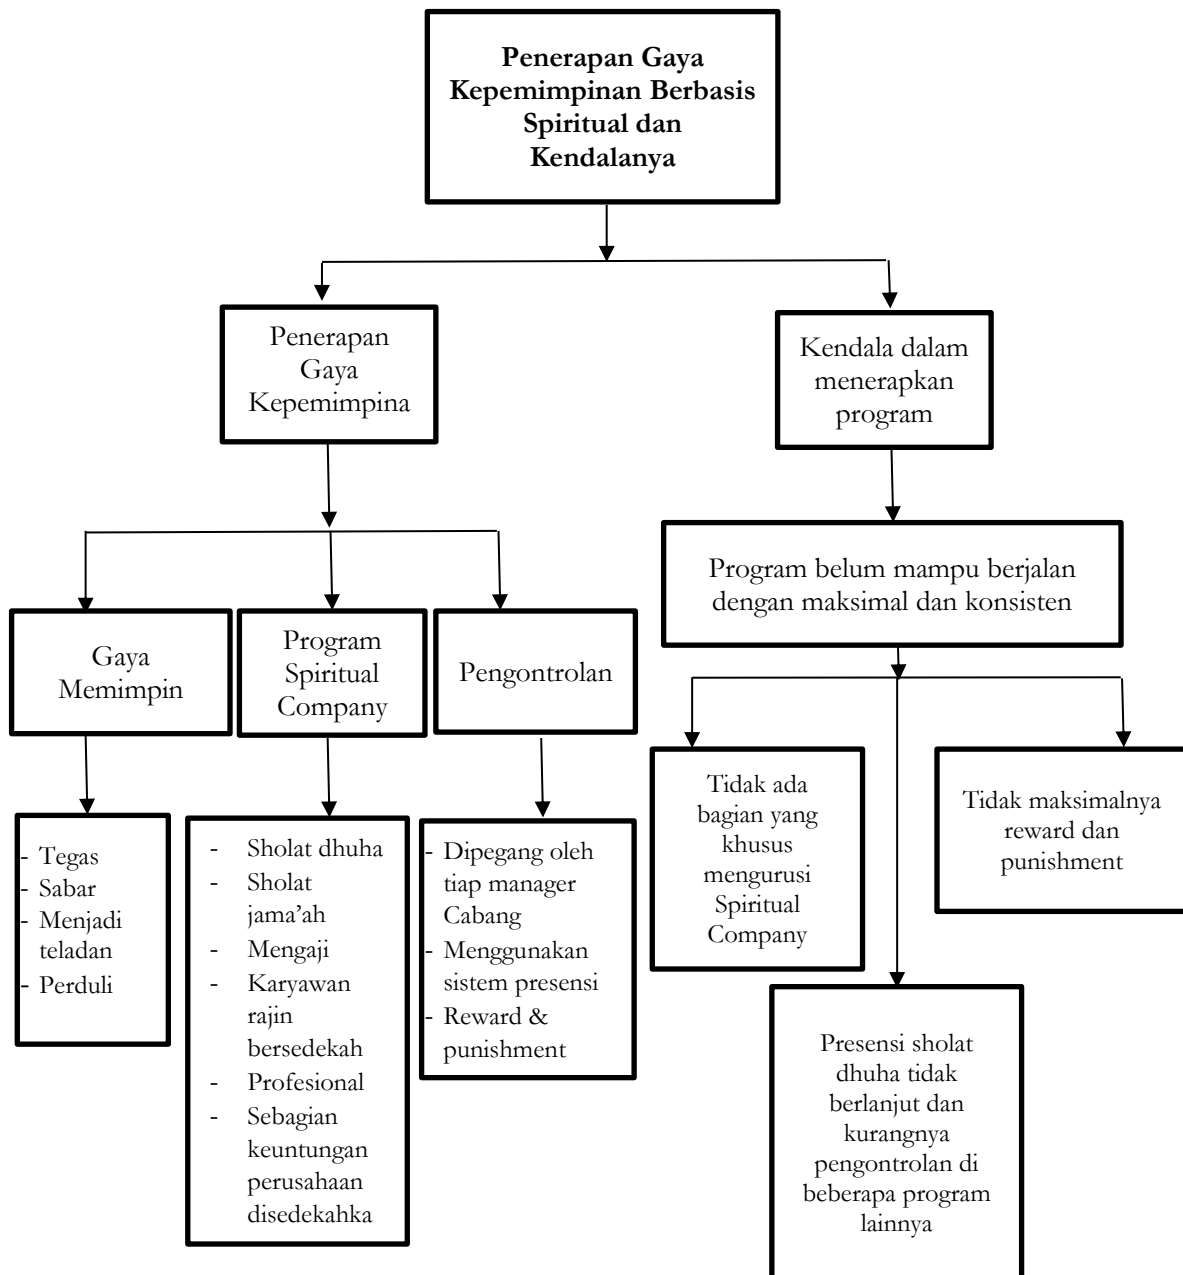 Penerapan Gaya
Kepemimpinan Berbasis
Spiritual dan
Kendalanya
Penerapan
Gaya
Kepemimpina
Kendala dalam
menerapkan
program
Program belum mampu berjalan
dengan maksimal dan konsisten
Gaya
Memimpin
Program
Spiritual
Company
Pengontrolan
Tidak ada
bagian yang
khusus
mengurusi
Spiritual
Company
Tidak maksimalnya
reward dan
punishment
- Tegas
- Sabar
- Menjadi
teladan
- Perduli
- Sholat dhuha
- Sholat
jama’ah
- Mengaji
- Karyawan
rajin
bersedekah
- Profesional
- Sebagian
keuntungan
perusahaan
disedekahka
- Dipegang oleh
tiap manager
Cabang
- Menggunakan
sistem presensi
- Reward &
punishment
Presensi sholat
dhuha tidak
berlanjut dan
kurangnya
pengontrolan di
beberapa program
lainnya